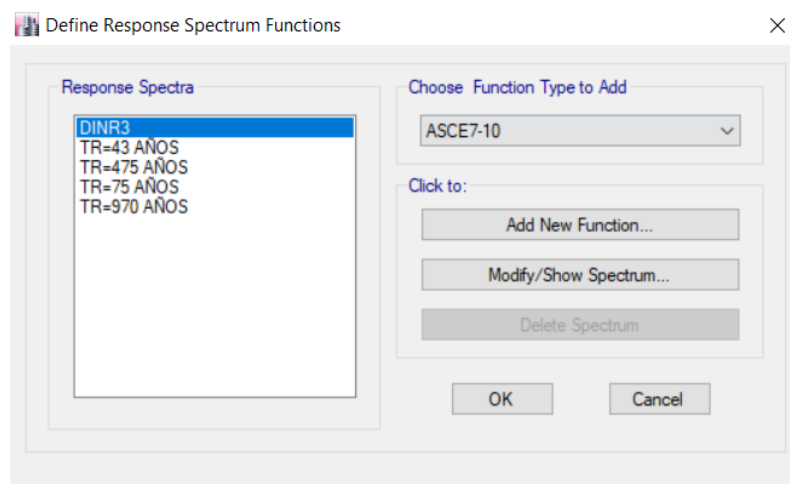 Define Response Spectrum Functions
Response Spectra
DINR3
TR=43 AÑOS
TR=475 AÑOS
TR=75 AÑOS
TR=970 AÑOS
Choose Function Type to Add
ASCE7-10
Click to:
Add New Function...
Modify/Show Spectrum...
Delete Spectrum
OK
Cancel